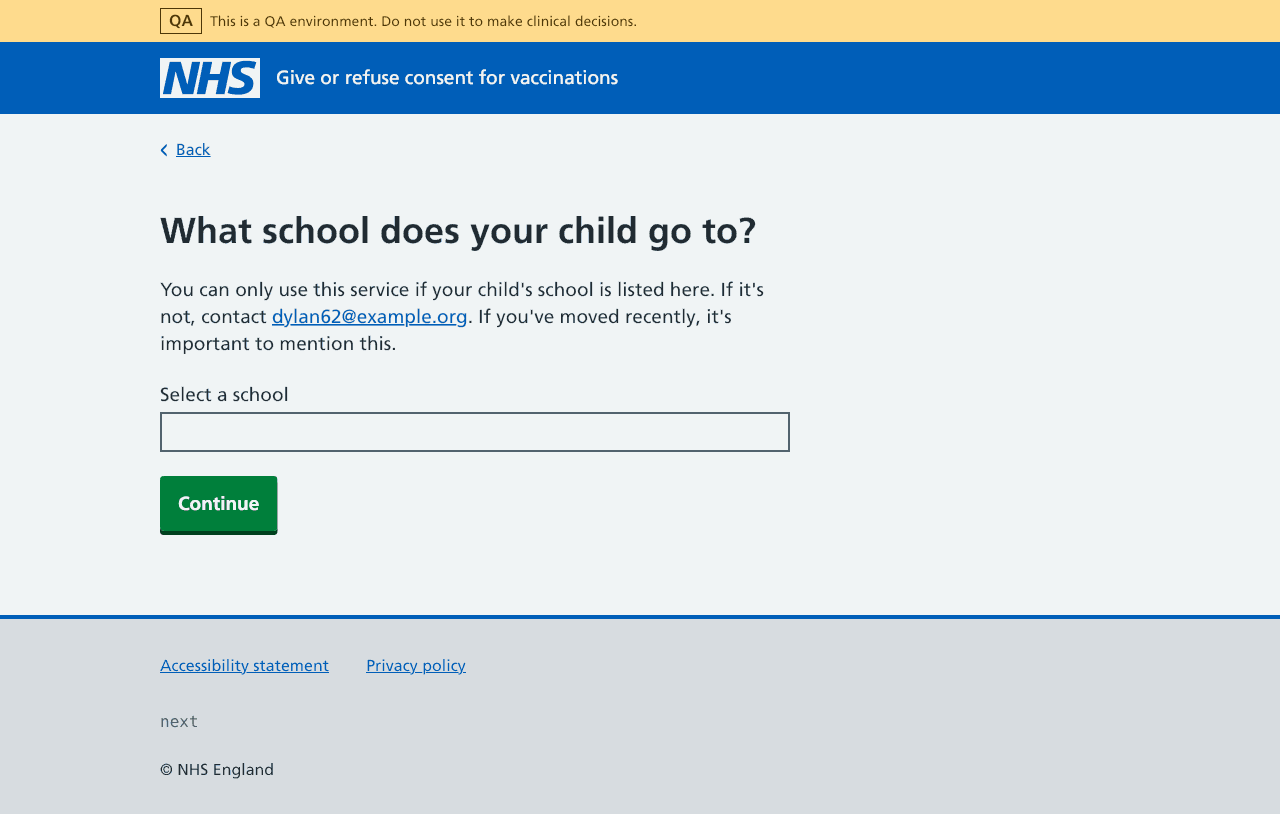 QA This is a QA environment. Do not use it to make clinical decisions.
NHS Give or refuse consent for vaccinations
Back
What school does your child go to?
You can only use this service if your child's school is listed here. If it's
not, contact dylan62@example.org. If you've moved recently, it's
important to mention this.
Select a school
Continue
Accessibility statement Privacy policy
next
© NHS England